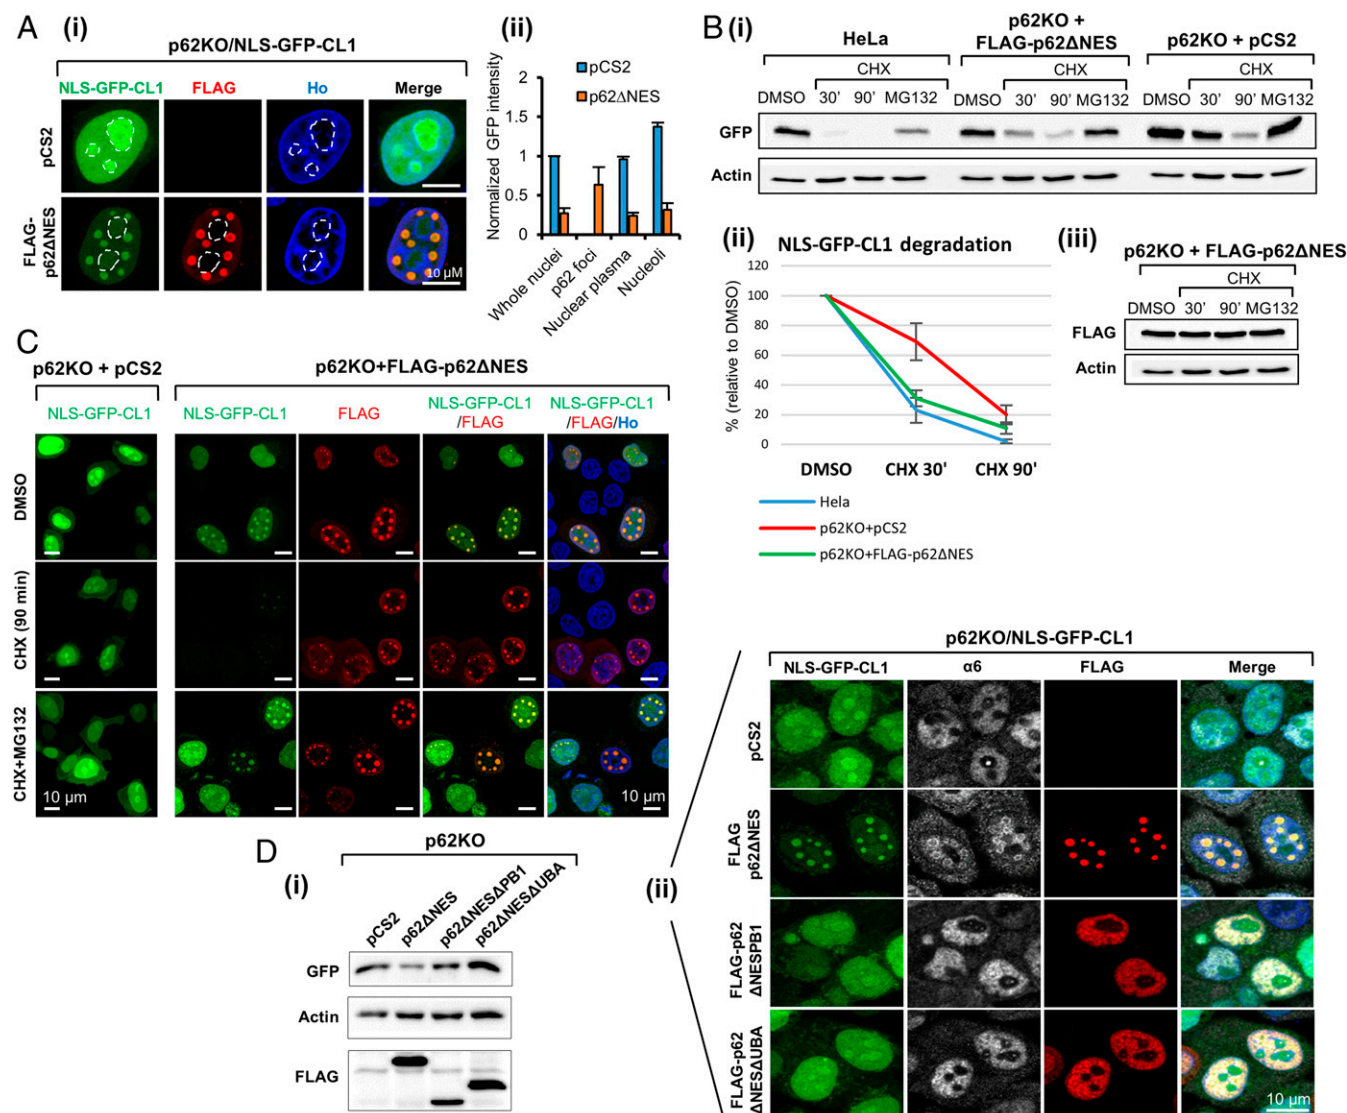 A (i)
p62KO/NLS-GFP-CL1
NLS-GFP-CL1 FLAG Ho Merge
pCS2
FLAG-
p62ΔNES
10 µM
(ii)
pCS2
p62ΔNES
Normalized GFP intensity
2
1.5
1
0.5
0
Whole nuclei
p62 foci
Nuclear plasma
Nucleoli
B (i)
HeLa
p62KO +
FLAG-p62ΔNES
p62KO + pCS2
CHX CHX CHX
DMSO 30' 90' MG132 DMSO 30' 90' MG132 DMSO 30' 90' MG132
GFP
Actin
(ii) NLS-GFP-CL1 degradation
% (relative to DMSO)
120
100
80
60
40
20
0
DMSO CHX 30' CHX 90'
Hela
p62KO+pCS2
p62KO+FLAG-p62ΔNES
(iii)
p62KO + FLAG-p62ΔNES
CHX
DMSO 30' 90' MG132
FLAG
Actin
C
p62KO + pCS2 p62KO+FLAG-p62ΔNES
NLS-GFP-CL1 NLS-GFP-CL1 FLAG NLS-GFP-CL1 NLS-GFP-CL1
/FLAG /FLAG/Ho
DMSO
CHX (90 min)
CHX+MG132
10 µm 10 µm
D
(i)
p62KO
pCS2
p62ΔNES
p62ΔNESΔPB1
p62ΔNESΔUBA
GFP
Actin
FLAG
(ii)
p62KO/NLS-GFP-CL1
NLS-GFP-CL1 α6 FLAG Merge
pCS2
FLAG
p62ΔNES
FLAG-p62
ΔNESPB1
FLAG-p62
ΔNESΔUBA
10 µm